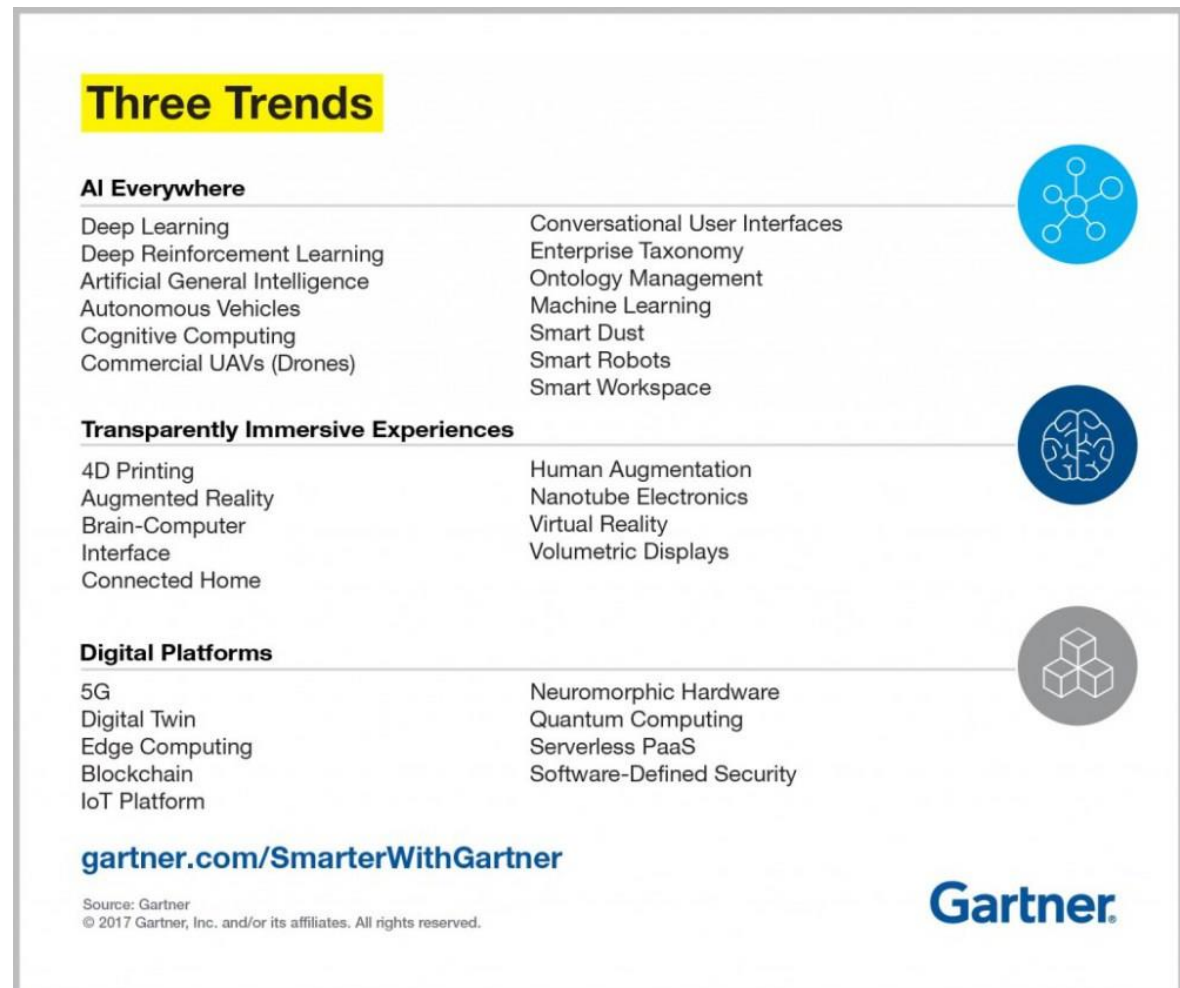 Three Trends
AI Everywhere
Deep Learning
Deep Reinforcement Learning
Artificial General Intelligence
Autonomous Vehicles
Cognitive Computing
Commercial UAVs (Drones)
Conversational User Interfaces
Enterprise Taxonomy
Ontology Management
Machine Learning
Smart Dust
Smart Robots
Smart Workspace
Transparently Immersive Experiences
4D Printing
Augmented Reality
Brain-Computer
Interface
Connected Home
Human Augmentation
Nanotube Electronics
Virtual Reality
Volumetric Displays
Digital Platforms
5G
Digital Twin
Edge Computing
Blockchain
IoT Platform
Neuromorphic Hardware
Quantum Computing
Serverless PaaS
Software-Defined Security
gartner.com/SmarterWithGartner
Source: Gartner
© 2017 Gartner, Inc. and/or its affiliates. All rights reserved.
Gartner®